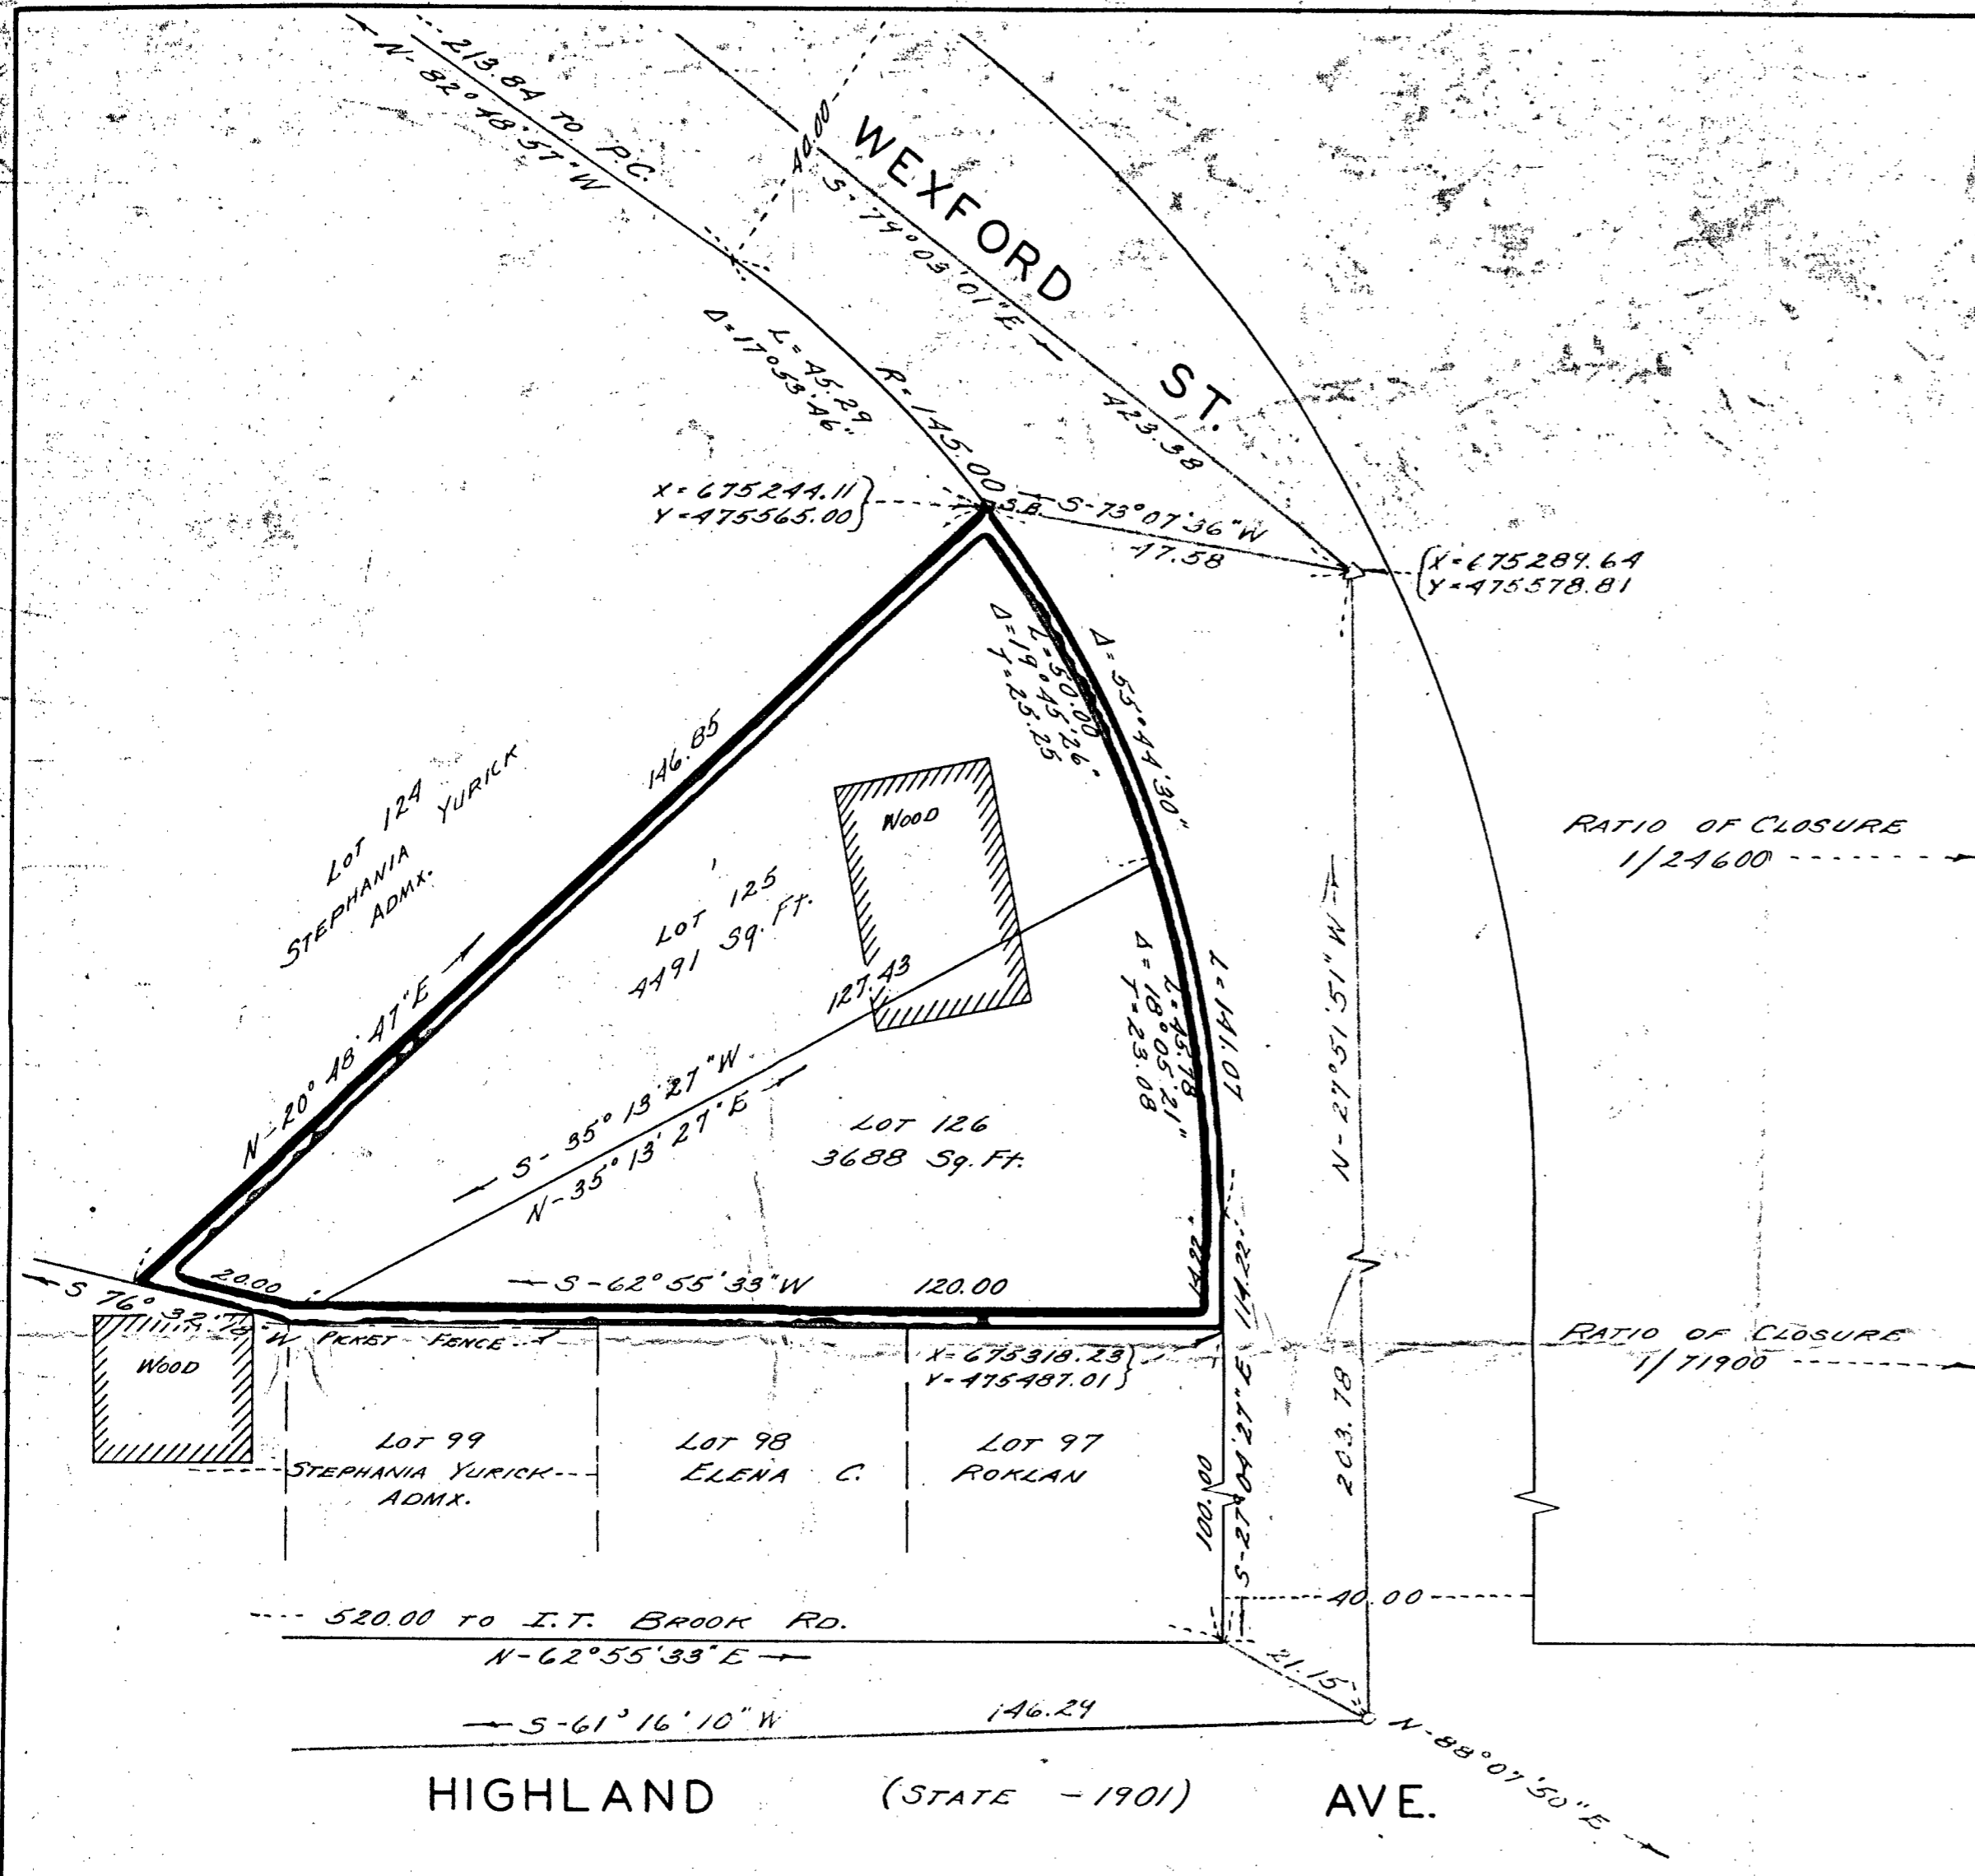 213.84 TO P.C.
N-82°48'57"W
40.00
WEXFORD ST.
S-74°03'01"E
423.38
L=45.29
Δ=17°53'46"
R=145.00
X=675244.11
Y=475565.00
S.B.
S-73°07'36"W
47.58
X=675289.64
Y=475578.81
Δ=55°44'30"
L=50.00
Δ=19°45'26"
T=25.25
146.85
LOT 124
STEPHANIA YURICK
ADMX.
WOOD
LOT 125
4491 Sq. Ft.
127.43
RATIO OF CLOSURE
1/24600
N-27°51'51"W
L=141.07
L=45.78
Δ=18°05'21"
T=23.08
N-20°48'47"E
S-35°13'27"W
N-35°13'27"E
LOT 126
3688 Sq. Ft.
14.22
114.22
20.00
S-62°55'33"W
120.00
S 76°32'78"W
PICKET FENCE
WOOD
X=675318.23
Y=475487.01
RATIO OF CLOSURE
1/71900
LOT 99
STEPHANIA YURICK
ADMX.
LOT 98
ELENA C.
LOT 97
ROKLAN
100.00
S-27°04'27"E
203.78
40.00
520.00 TO I.T. BROOK RD.
N-62°55'33"E
21.15
S-61°16'10"W
146.24
N-88°07'50"E
HIGHLAND (STATE - 1901) AVE.